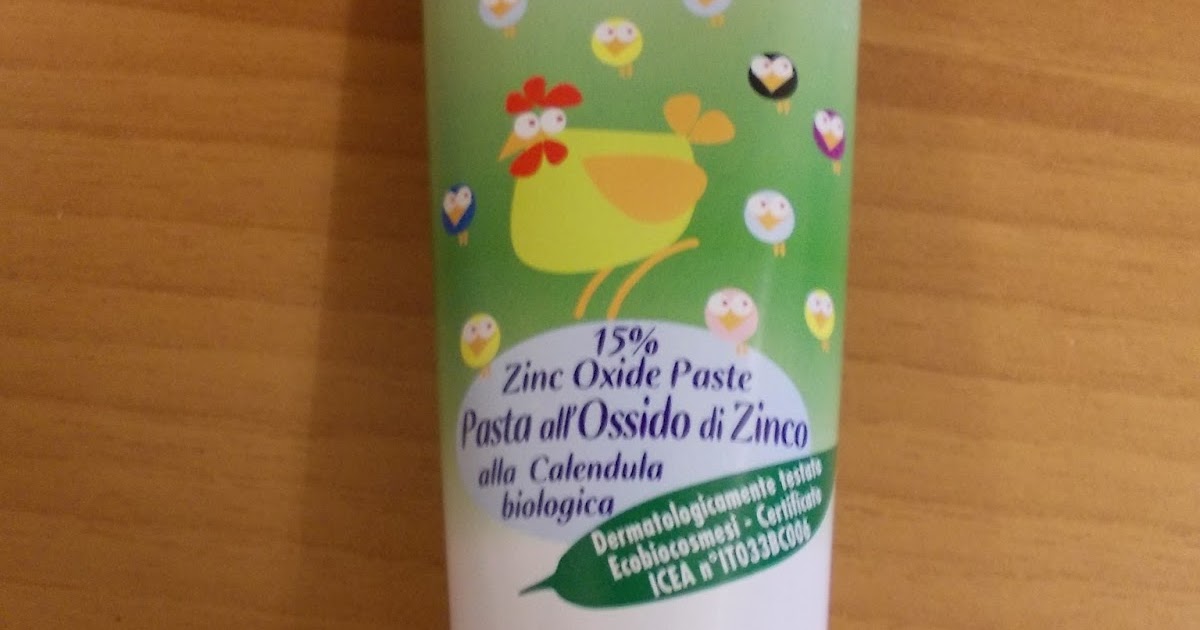 15%
Zinc Oxide Paste
Pasta all'Ossido di Zinco
alla Calendula
biologica
Dermatologicamente testato
Ecobiocosmesi - Certificato
ICEA n°IT033BC006